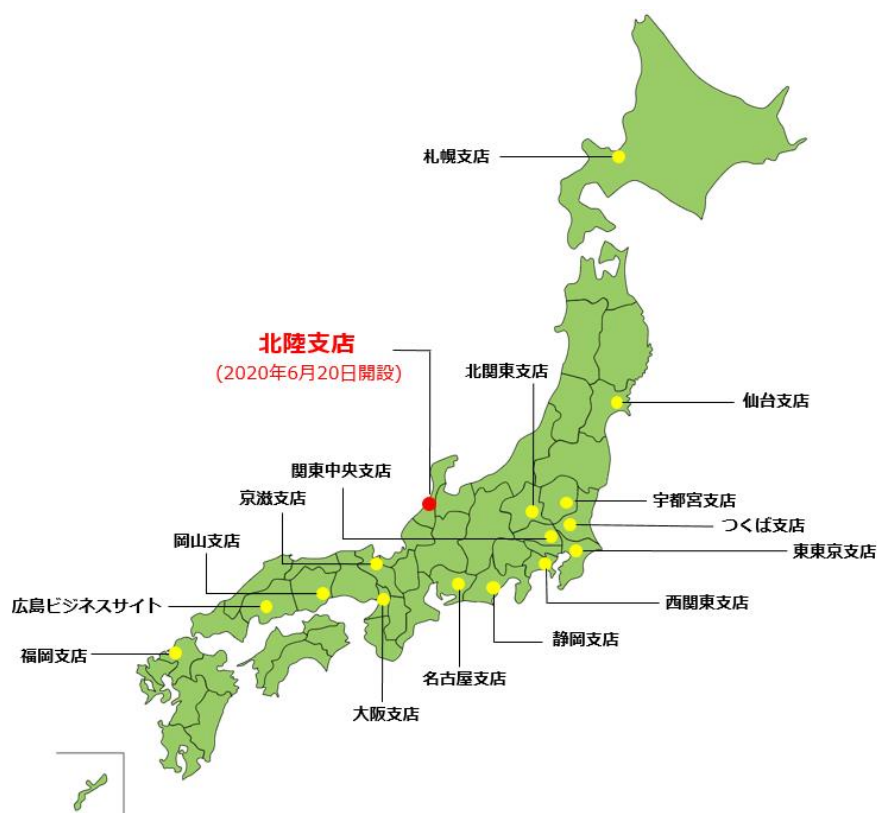 札幌支店
北陸支店
(2020年6月20日開設)
北関東支店
仙台支店
関東中央支店
京滋支店
宇都宮支店
つくば支店
岡山支店
東東京支店
広島ビジネスサイト
西関東支店
静岡支店
福岡支店
名古屋支店
大阪支店